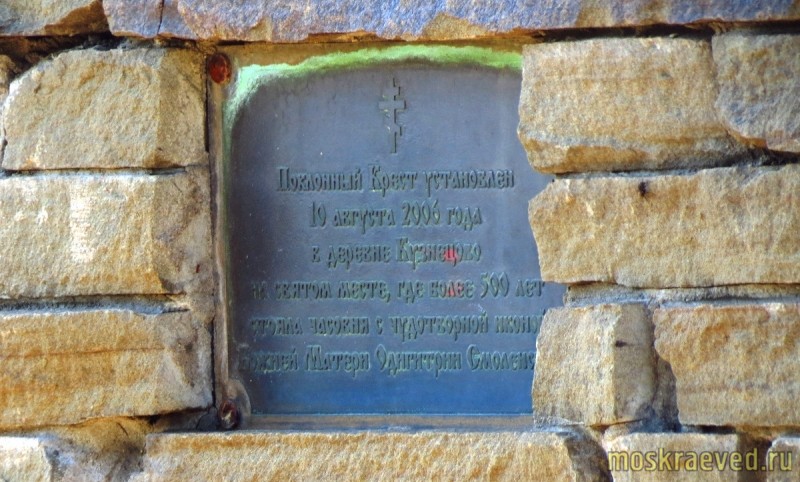 Поклонный Крест установлен
10 августа 2006 года
в деревне Кузнецово
на святом месте, где более 500 лет
стояла часовня с чудотворной иконой
Божией Матери Одигитрии Смоленс
moskraeved.ru